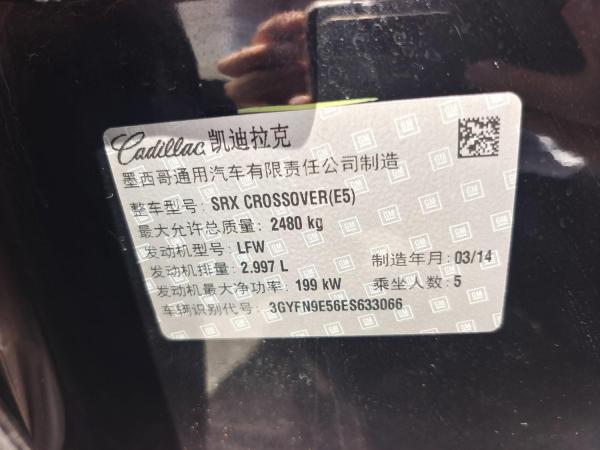 Cadillac 凯迪拉克
墨西哥通用汽车有限责任公司制造
整车型号: SRX CROSSOVER(E5)
最大允许总质量: 2480 kg
发动机型号: LFW
发动机排量: 2.997 L 制造年月: 03/14
发动机最大净功率: 199 kW 乘坐人数: 5
车辆识别代号: 3GYFN9E56ES633066